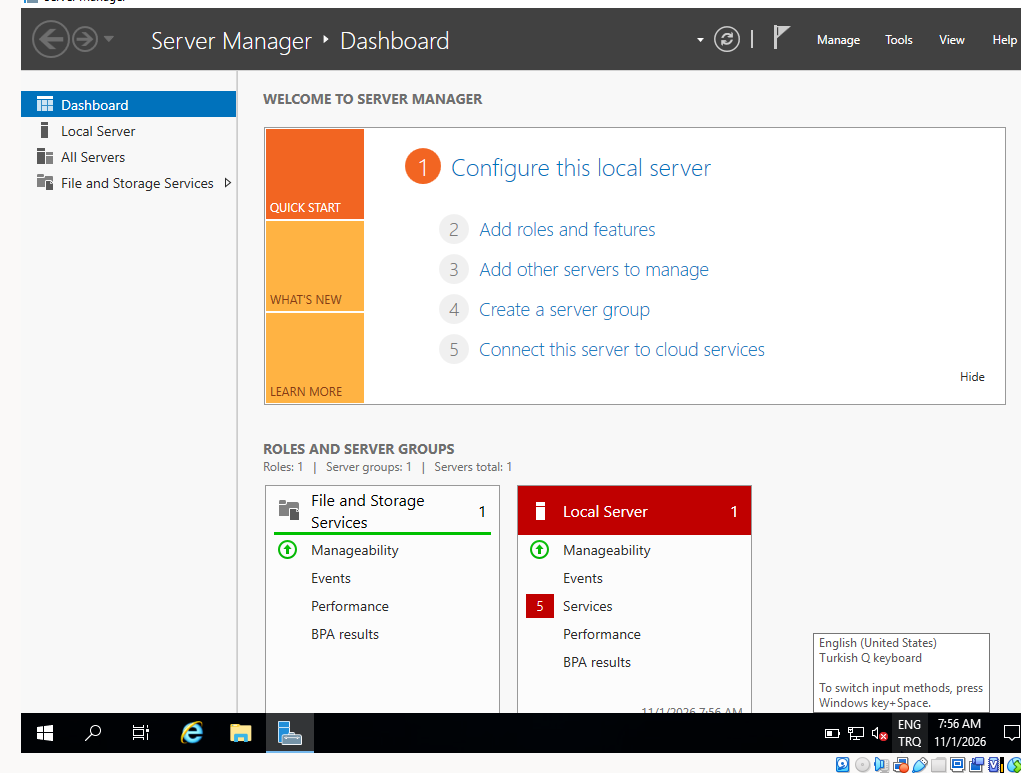 Server Manager
Server Manager ‣ Dashboard
Manage
Tools
View
Help
Dashboard
Local Server
All Servers
File and Storage Services
WELCOME TO SERVER MANAGER
QUICK START
WHAT'S NEW
LEARN MORE
1 Configure this local server
2 Add roles and features
3 Add other servers to manage
4 Create a server group
5 Connect this server to cloud services
Hide
ROLES AND SERVER GROUPS
Roles: 1 | Server groups: 1 | Servers total: 1
File and Storage
Services
1
Manageability
Events
Performance
BPA results
Local Server 1
Manageability
Events
5 Services
Performance
BPA results
11/1/2026 7:56 AM
English (United States)
Turkish Q keyboard
To switch input methods, press
Windows key+Space.
ENG
TRQ
7:56 AM
11/1/2026